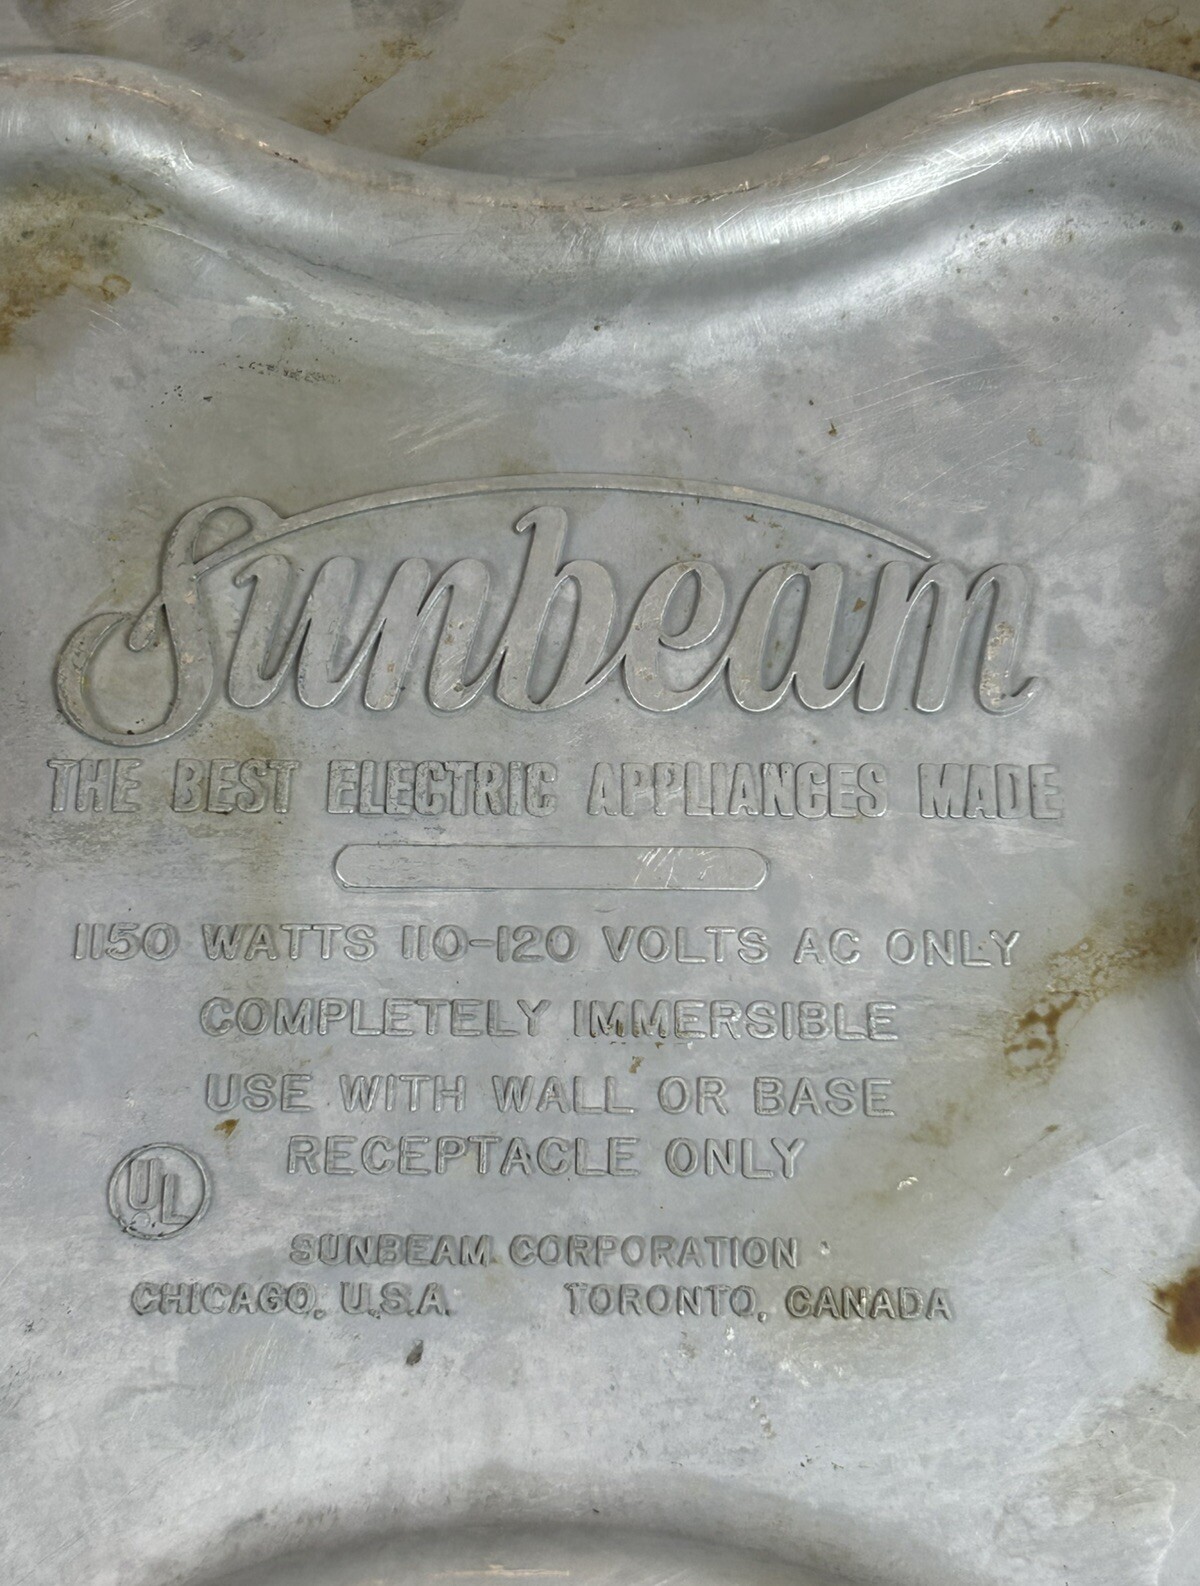 Sunbeam
THE BEST ELECTRIC APPLIANCES MADE
1150 WATTS 110-120 VOLTS AC ONLY
COMPLETELY IMMERSIBLE
USE WITH WALL OR BASE
RECEPTACLE ONLY
UL
SUNBEAM CORPORATION
CHICAGO, U.S.A. TORONTO, CANADA